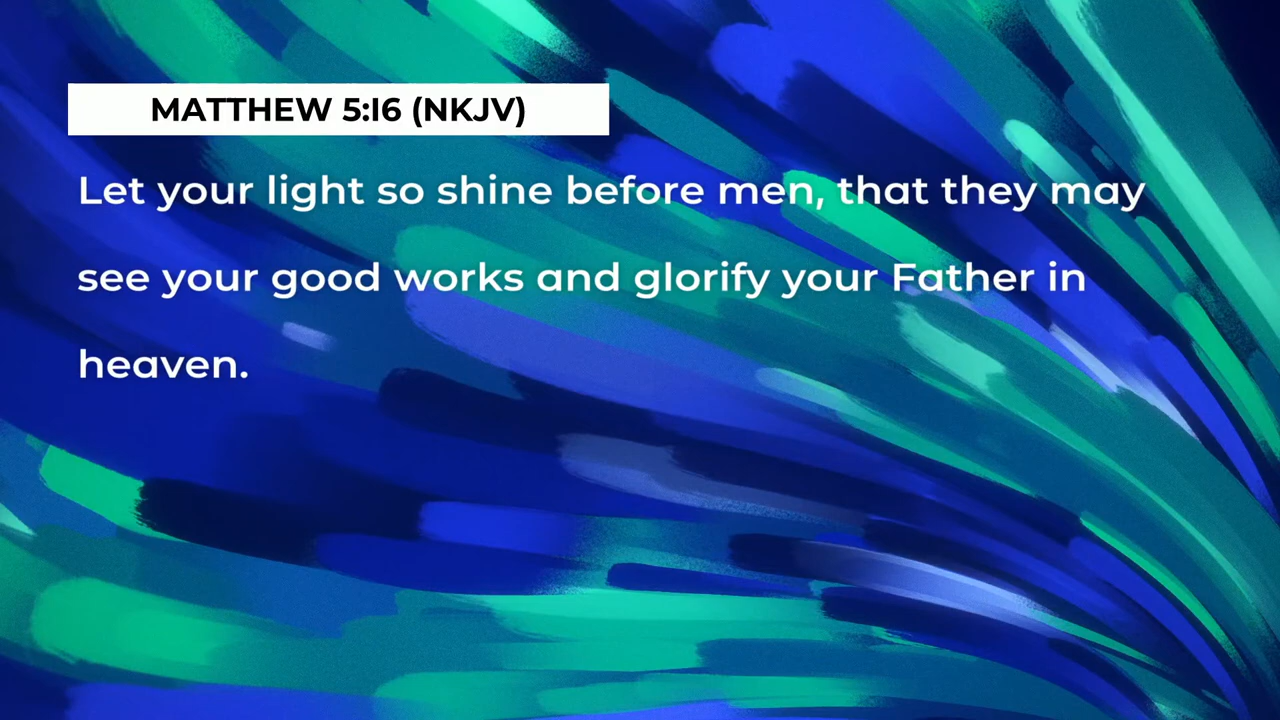 MATTHEW 5:16 (NKJV)
Let your light so shine before men, that they may
see your good works and glorify your Father in
heaven.